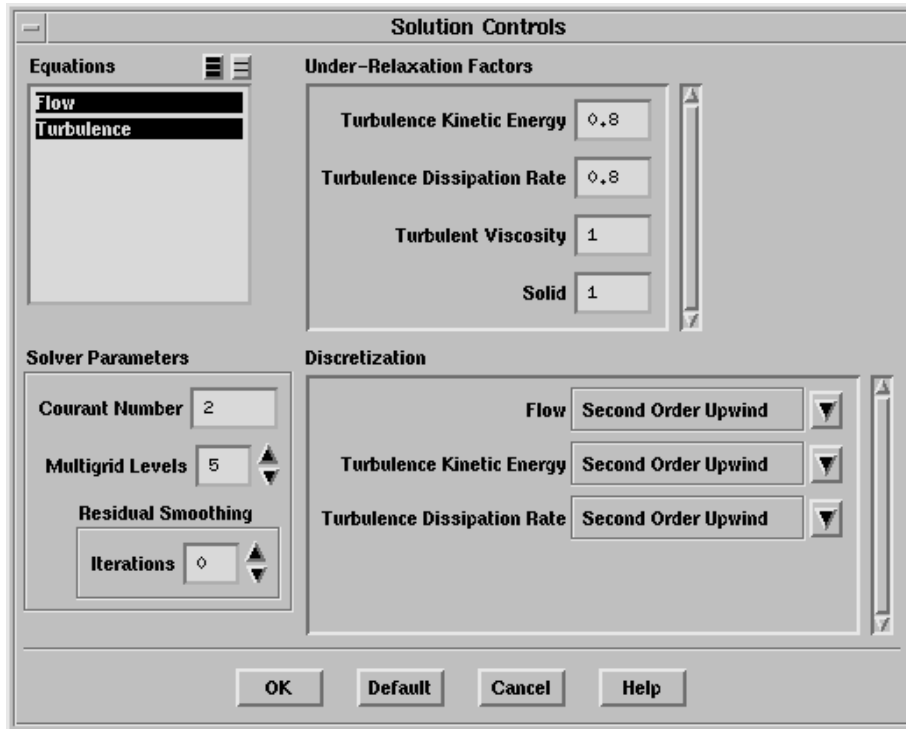 Solution Controls
Equations
Flow
Turbulence
Under-Relaxation Factors
Turbulence Kinetic Energy 0.8
Turbulence Dissipation Rate 0.8
Turbulent Viscosity 1
Solid 1
Solver Parameters
Courant Number 2
Multigrid Levels 5
Residual Smoothing
Iterations 0
Discretization
Flow Second Order Upwind
Turbulence Kinetic Energy Second Order Upwind
Turbulence Dissipation Rate Second Order Upwind
OK Default Cancel Help